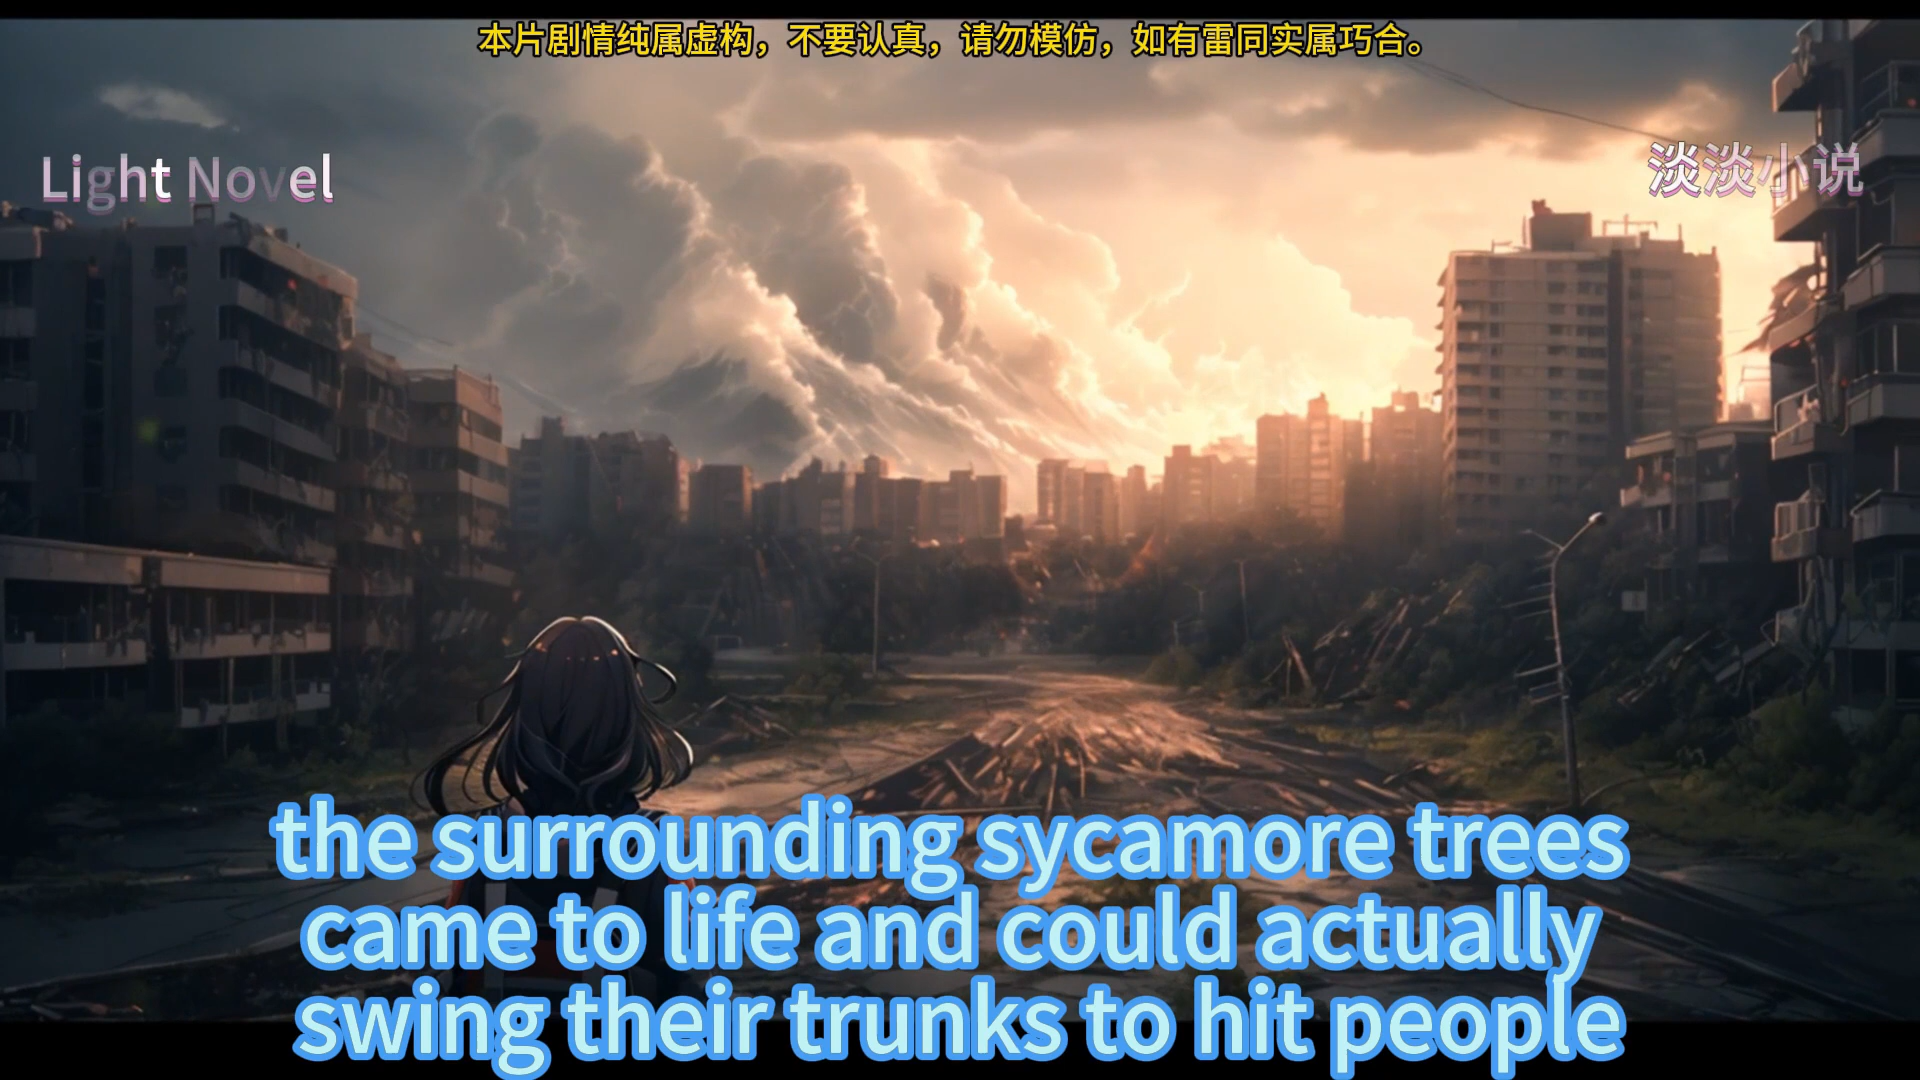 本片剧情纯属虚构，不要认真，请勿模仿，如有雷同实属巧合。
Light Novel
淡淡小说
the surrounding sycamore trees
came to life and could actually
swing their trunks to hit people